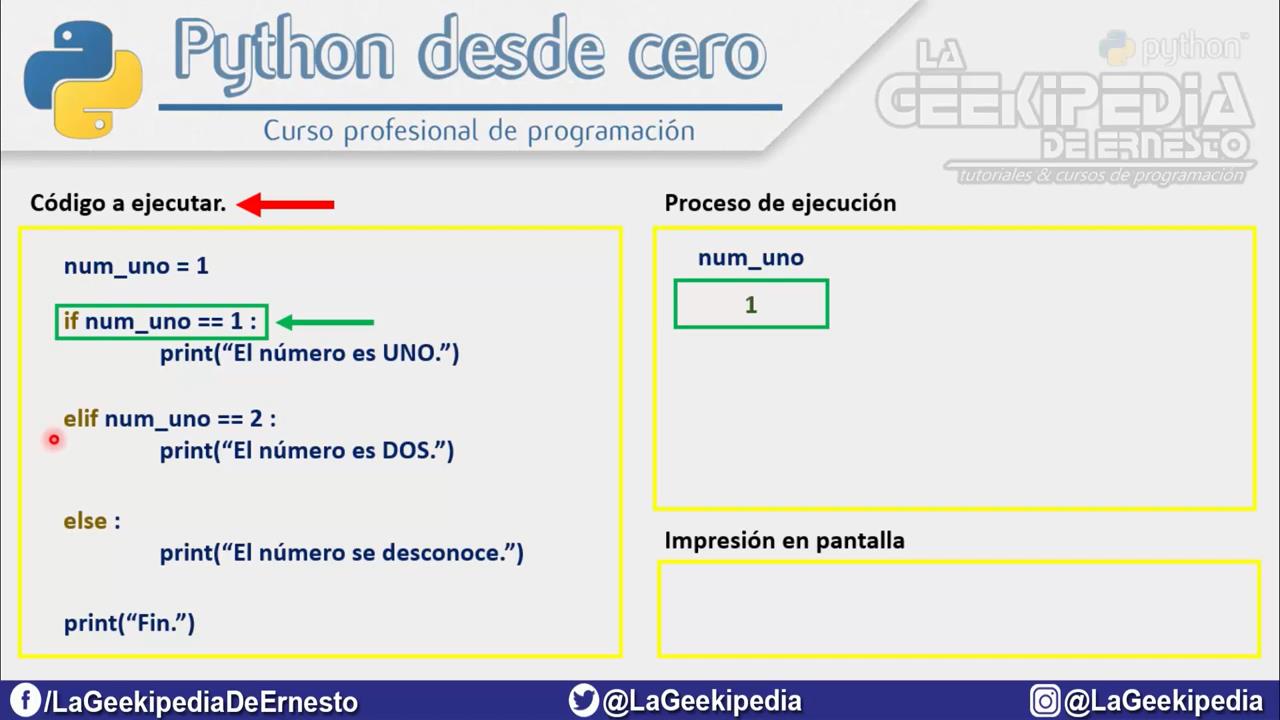 Python desde cero
Curso profesional de programación
python™
LA
GEEKIPEDIA
DE ERNESTO
tutoriales & cursos de programación
Código a ejecutar.
num_uno = 1
if num_uno == 1 :
print(“El número es UNO.”)
elif num_uno == 2 :
print(“El número es DOS.”)
else :
print(“El número se desconoce.”)
print(“Fin.”)
Proceso de ejecución
num_uno
1
Impresión en pantalla
/LaGeekipediaDeErnesto
@LaGeekipedia
@LaGeekipedia